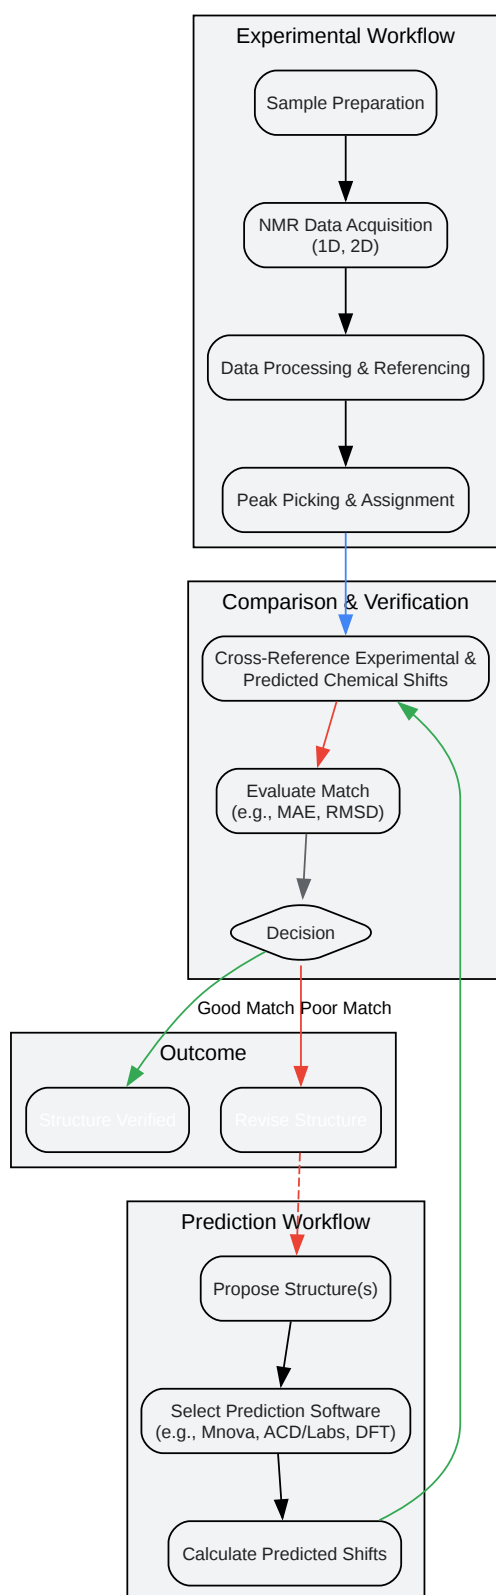 Experimental Workflow
Sample Preparation
NMR Data Acquisition
(1D, 2D)
Data Processing & Referencing
Peak Picking & Assignment
Comparison & Verification
Cross-Reference Experimental &
Predicted Chemical Shifts
Evaluate Match
(e.g., MAE, RMSD)
Decision
Good Match
Poor Match
Outcome
Structure Verified
Revise Structure
Prediction Workflow
Propose Structure(s)
Select Prediction Software
(e.g., Mnova, ACD/Labs, DFT)
Calculate Predicted Shifts